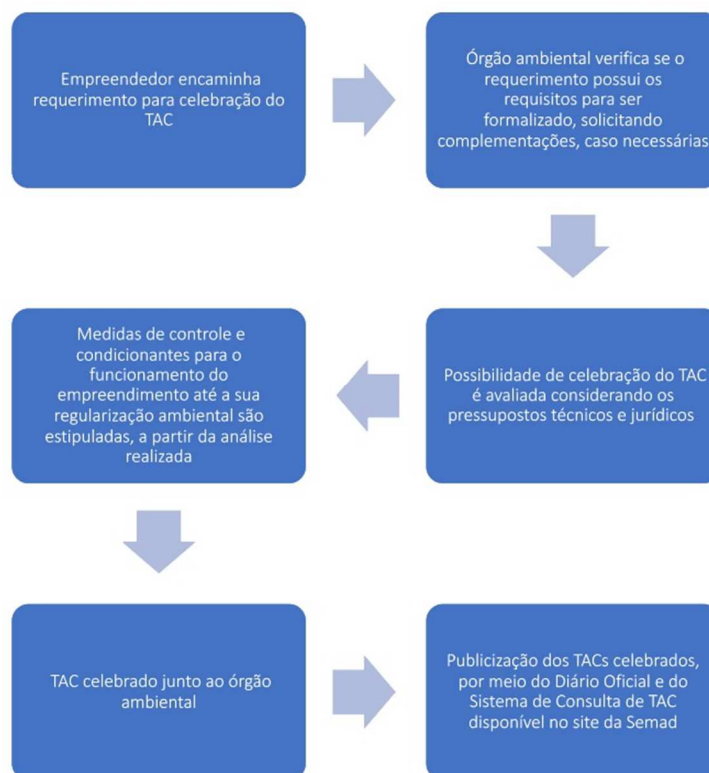 Empreendedor encaminha
requerimento para celebração do
TAC
Órgão ambiental verifica se o
requerimento possui os
requisitos para ser
formalizado, solicitando
complementações, caso necessárias
Possibilidade de celebração do TAC
é avaliada considerando os
pressupostos técnicos e jurídicos
Medidas de controle e
condicionantes para o
funcionamento do
empreendimento até a sua
regularização ambiental são
estipuladas, a partir da análise
realizada
TAC celebrado junto ao órgão
ambiental
Publicização dos TACs celebrados,
por meio do Diário Oficial e do
Sistema de Consulta de TAC
disponível no site da Semad